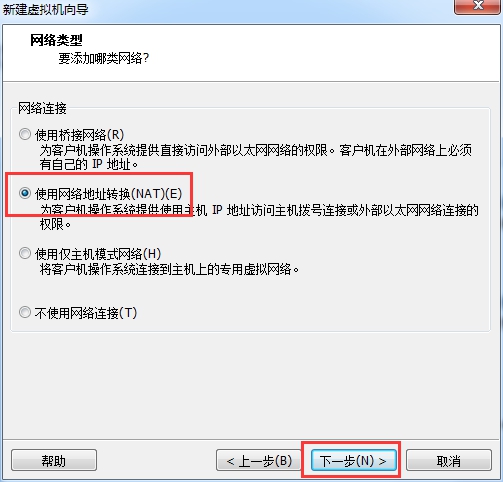 新建虚拟机向导
网络类型
要添加哪类网络?
网络连接
使用桥接网络(R)
为客户机操作系统提供直接访问外部以太网网络的权限。客户机在外部网络上必须
有自己的 IP 地址。
使用网络地址转换(NAT)(E)
为客户机操作系统提供使用主机 IP 地址访问主机拨号连接或外部以太网网络连接的
权限。
使用仅主机模式网络(H)
将客户机操作系统连接到主机上的专用虚拟网络。
不使用网络连接(T)
帮助
< 上一步(B)
下一步(N) >
取消